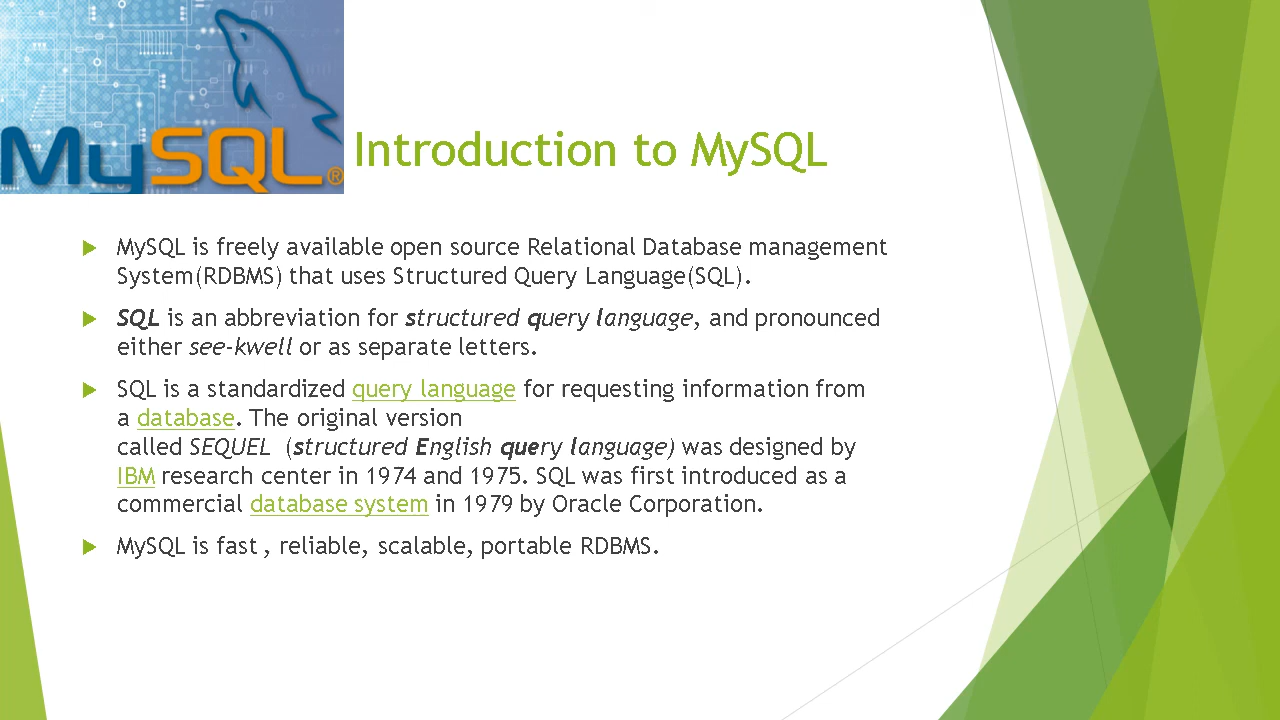 MySQL®
Introduction to MySQL
MySQL is freely available open source Relational Database management
System(RDBMS) that uses Structured Query Language(SQL).
SQL is an abbreviation for structured query language, and pronounced
either see-kwell or as separate letters.
SQL is a standardized query language for requesting information from
a database. The original version
called SEQUEL (structured English query language) was designed by
IBM research center in 1974 and 1975. SQL was first introduced as a
commercial database system in 1979 by Oracle Corporation.
MySQL is fast , reliable, scalable, portable RDBMS.